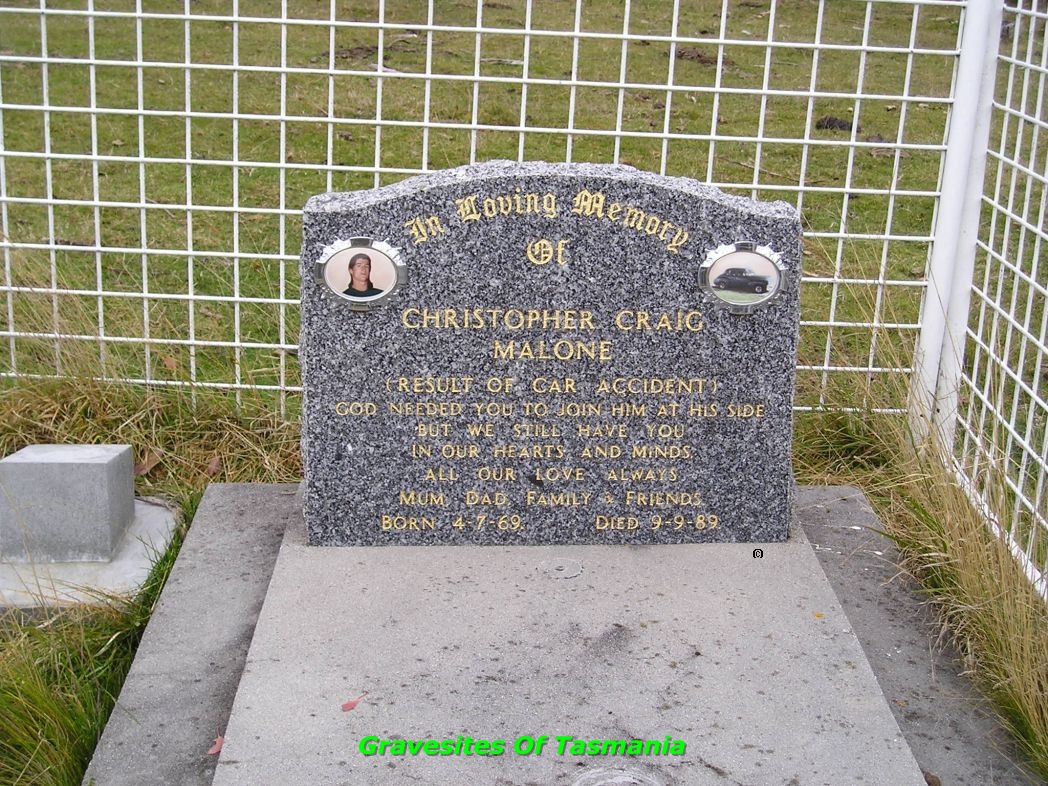 In Loving Memory
Of
CHRISTOPHER CRAIG
MALONE
(RESULT OF CAR ACCIDENT)
GOD NEEDED YOU TO JOIN HIM AT HIS SIDE
BUT WE STILL HAVE YOU
IN OUR HEARTS AND MINDS.
ALL OUR LOVE ALWAYS
MUM, DAD, FAMILY & FRIENDS.
BORN 4-7-69. DIED 9-9-89
©
Gravesites Of Tasmania